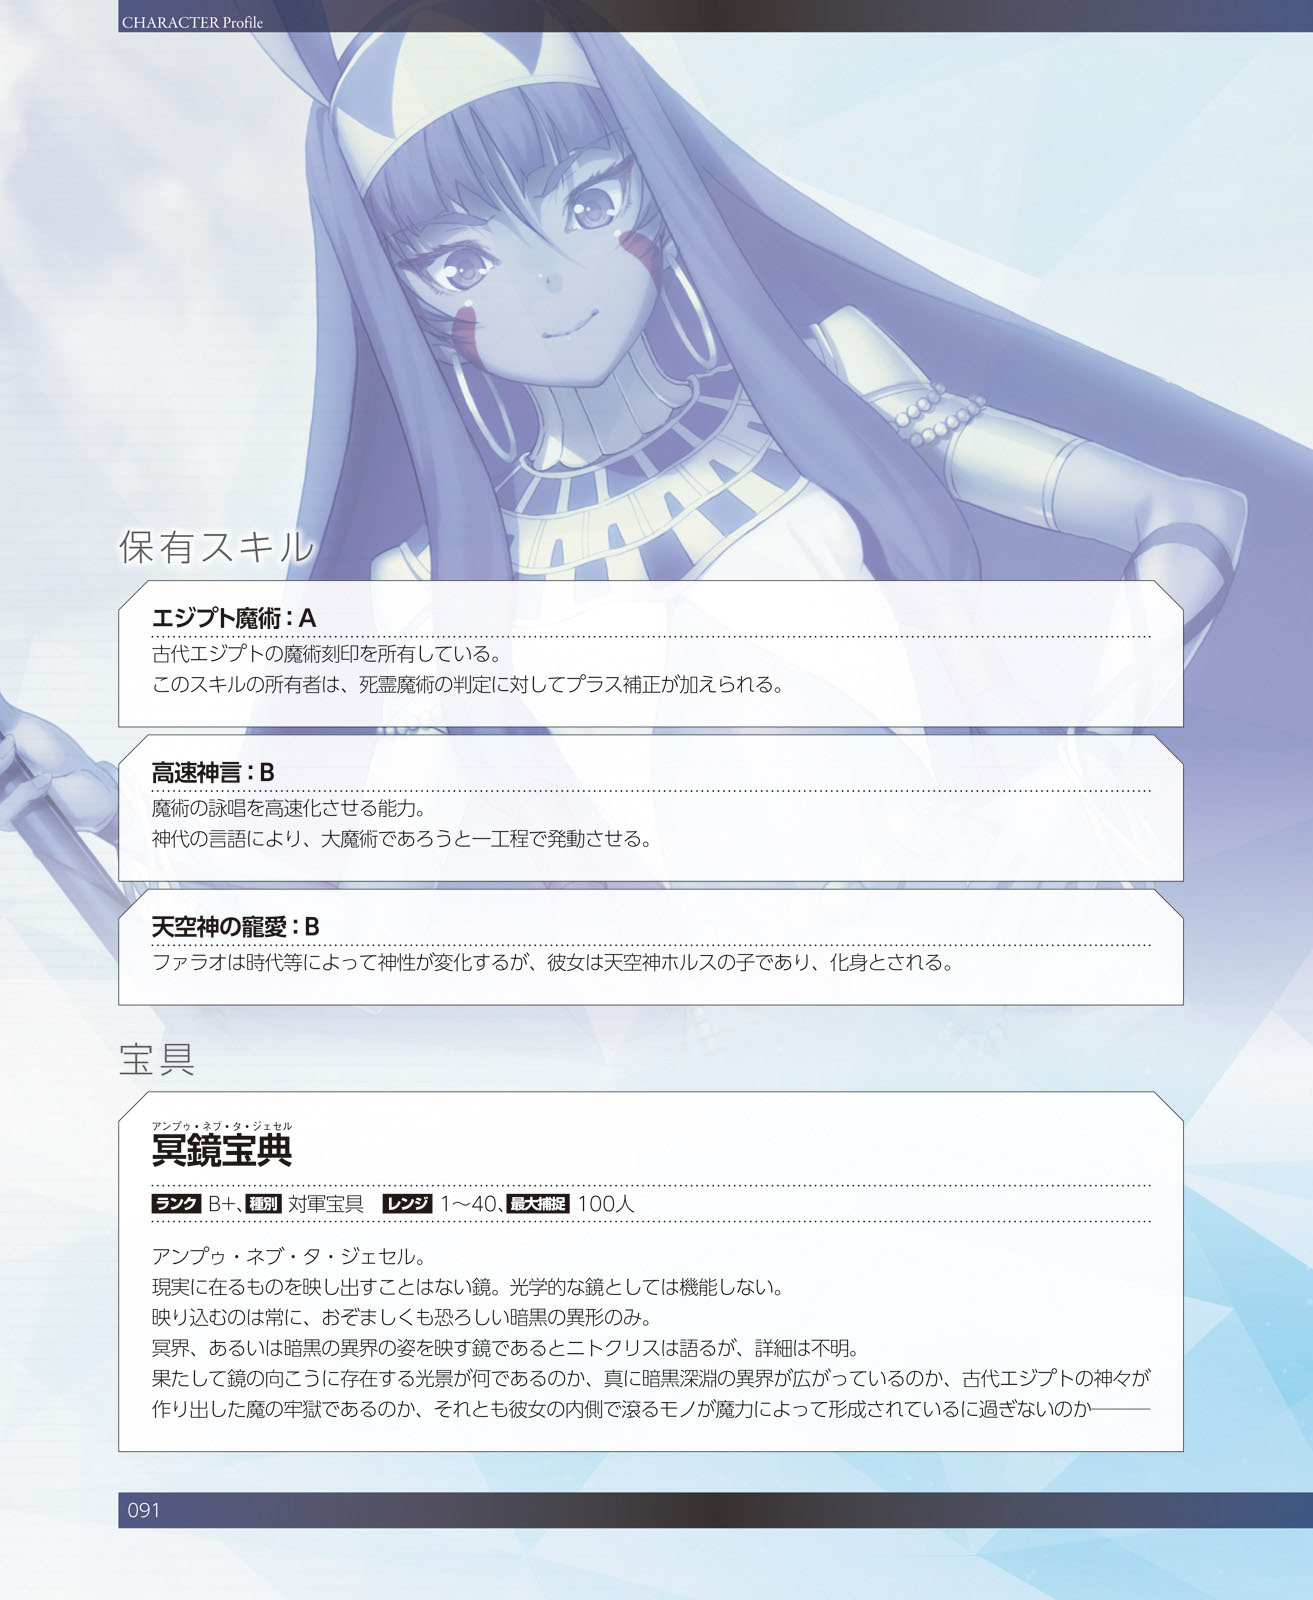 CHARACTER Profile
保有スキル
エジプト魔術：A
古代エジプトの魔術刻印を所有している。
このスキルの所有者は、死霊魔術の判定に対してプラス補正が加えられる。
高速神言：B
魔術の詠唱を高速化させる能力。
神代の言語により、大魔術であろうと一工程で発動させる。
天空神の寵愛：B
ファラオは時代等によって神性が変化するが、彼女は天空神ホルスの子であり、化身とされる。
宝具
アンプゥ・ネブ・タ・ジェセル
冥鏡宝典
ランク B+、種別 対軍宝具 レンジ 1〜40、最大捕捉 100人
アンプゥ・ネブ・タ・ジェセル。
現実に在るものを映し出すことはない鏡。光学的な鏡としては機能しない。
映り込むのは常に、おぞましくも恐ろしい暗黒の異形のみ。
冥界、あるいは暗黒の異界の姿を映す鏡であるとニトクリスは語るが、詳細は不明。
果たして鏡の向こうに存在する光景が何であるのか、真に暗黒深淵の異界が広がっているのか、古代エジプトの神々が
作り出した魔の牢獄であるのか、それとも彼女の内側で滾るモノが魔力によって形成されているに過ぎないのか――――
091